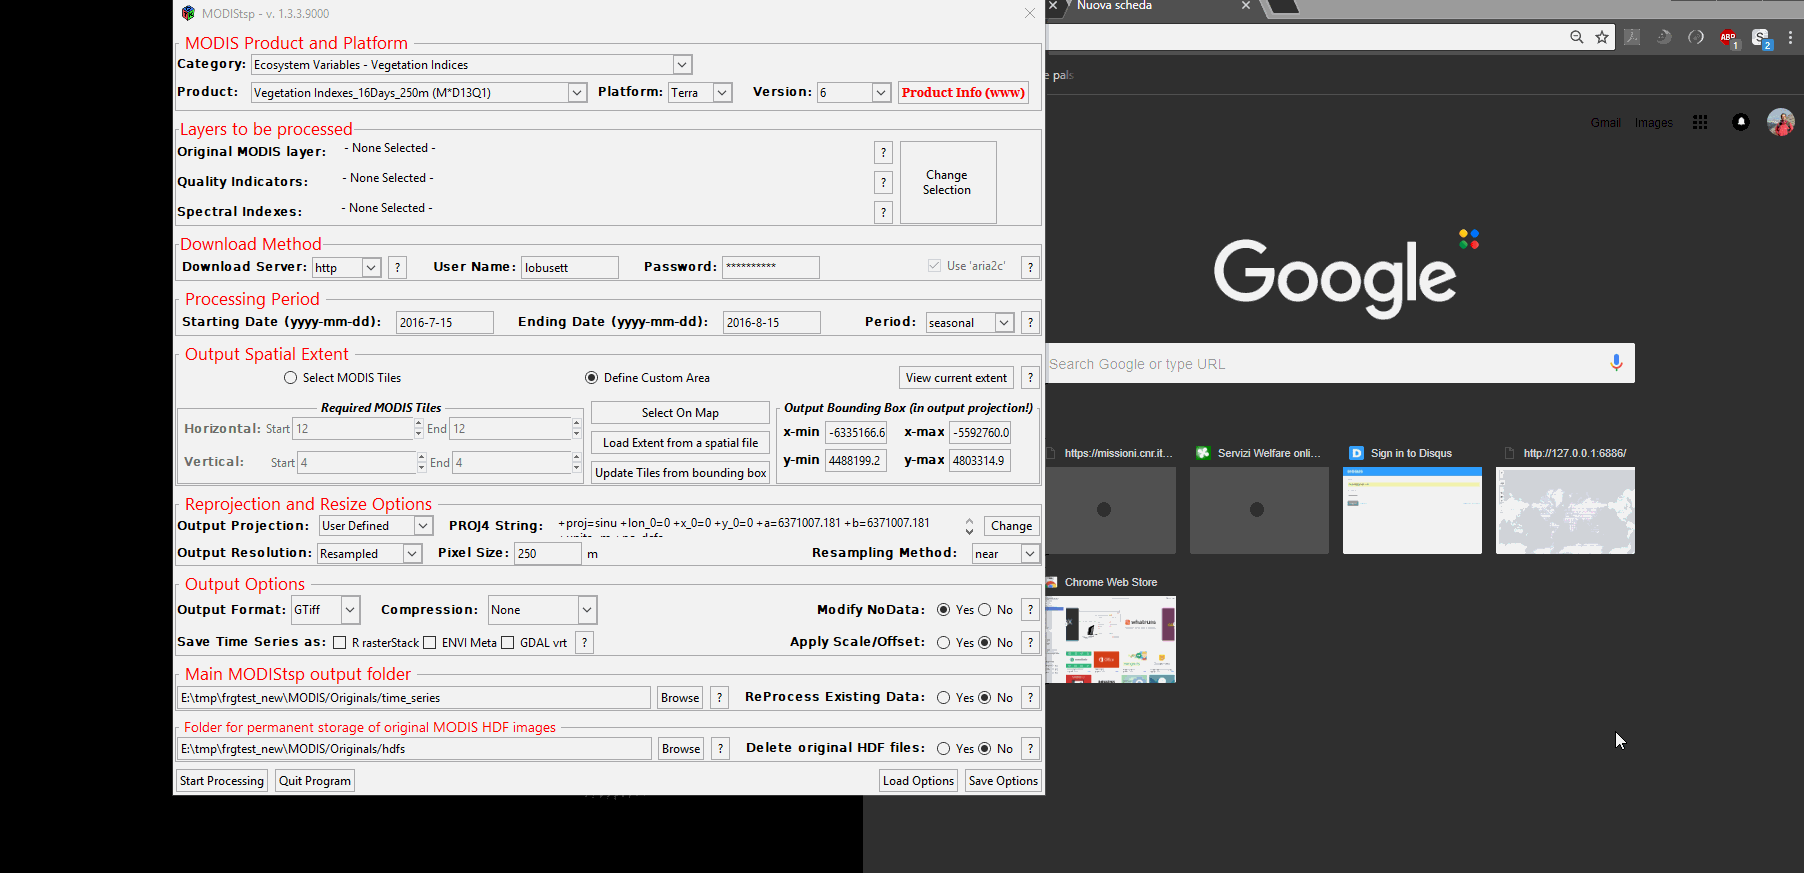 MODIStsp - v. 1.3.3.9000
MODIS Product and Platform
Category: Ecosystem Variables - Vegetation Indices
Product: Vegetation Indexes_16Days_250m (M*D13Q1) Platform: Terra Version: 6 Product Info (www)
Layers to be processed
Original MODIS layer: - None Selected - ?
Quality Indicators: - None Selected - ?
Spectral Indexes: - None Selected - ?
Change
Selection
Download Method
Download Server: http ? User Name: lobusett Password: ********** Use 'aria2c' ?
Processing Period
Starting Date (yyyy-mm-dd): 2016-7-15 Ending Date (yyyy-mm-dd): 2016-8-15 Period: seasonal ?
Output Spatial Extent
Select MODIS Tiles Define Custom Area View current extent ?
Required MODIS Tiles
Horizontal: Start 12 End 12
Vertical: Start 4 End 4
Select On Map
Load Extent from a spatial file
Update Tiles from bounding box
Output Bounding Box (in output projection!)
x-min -6335166.6 x-max -5592760.0
y-min 4488199.2 y-max 4803314.9
Reprojection and Resize Options
Output Projection: User Defined PROJ4 String: +proj=sinu +lon_0=0 +x_0=0 +y_0=0 +a=6371007.181 +b=6371007.181 Change
Output Resolution: Resampled Pixel Size: 250 m Resampling Method: near
Output Options
Output Format: GTiff Compression: None Modify NoData: Yes No ?
Save Time Series as: R rasterStack ENVI Meta GDAL vrt ? Apply Scale/Offset: Yes No ?
Main MODIStsp output folder
E:\tmp\frgtest_new\MODIS/Originals/time_series Browse ? ReProcess Existing Data: Yes No ?
Folder for permanent storage of original MODIS HDF images
E:\tmp\frgtest_new\MODIS/Originals/hdfs Browse ? Delete original HDF files: Yes No ?
Start Processing Quit Program Load Options Save Options
Nuova scheda
ABP 1 S 2
e pals
Gmail Images
Google
Search Google or type URL
https://missioni.cnr.it... Servizi Welfare onli... Sign in to Disqus http://127.0.0.1:6886/
Chrome Web Store
whatruns